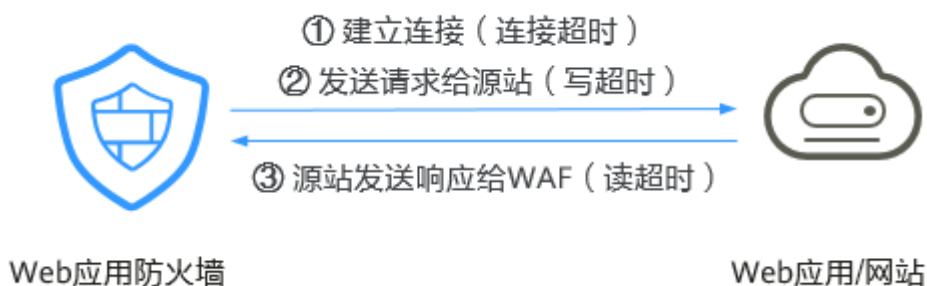 ① 建立连接（连接超时）
② 发送请求给源站（写超时）
③ 源站发送响应给WAF（读超时）
Web应用防火墙
Web应用/网站